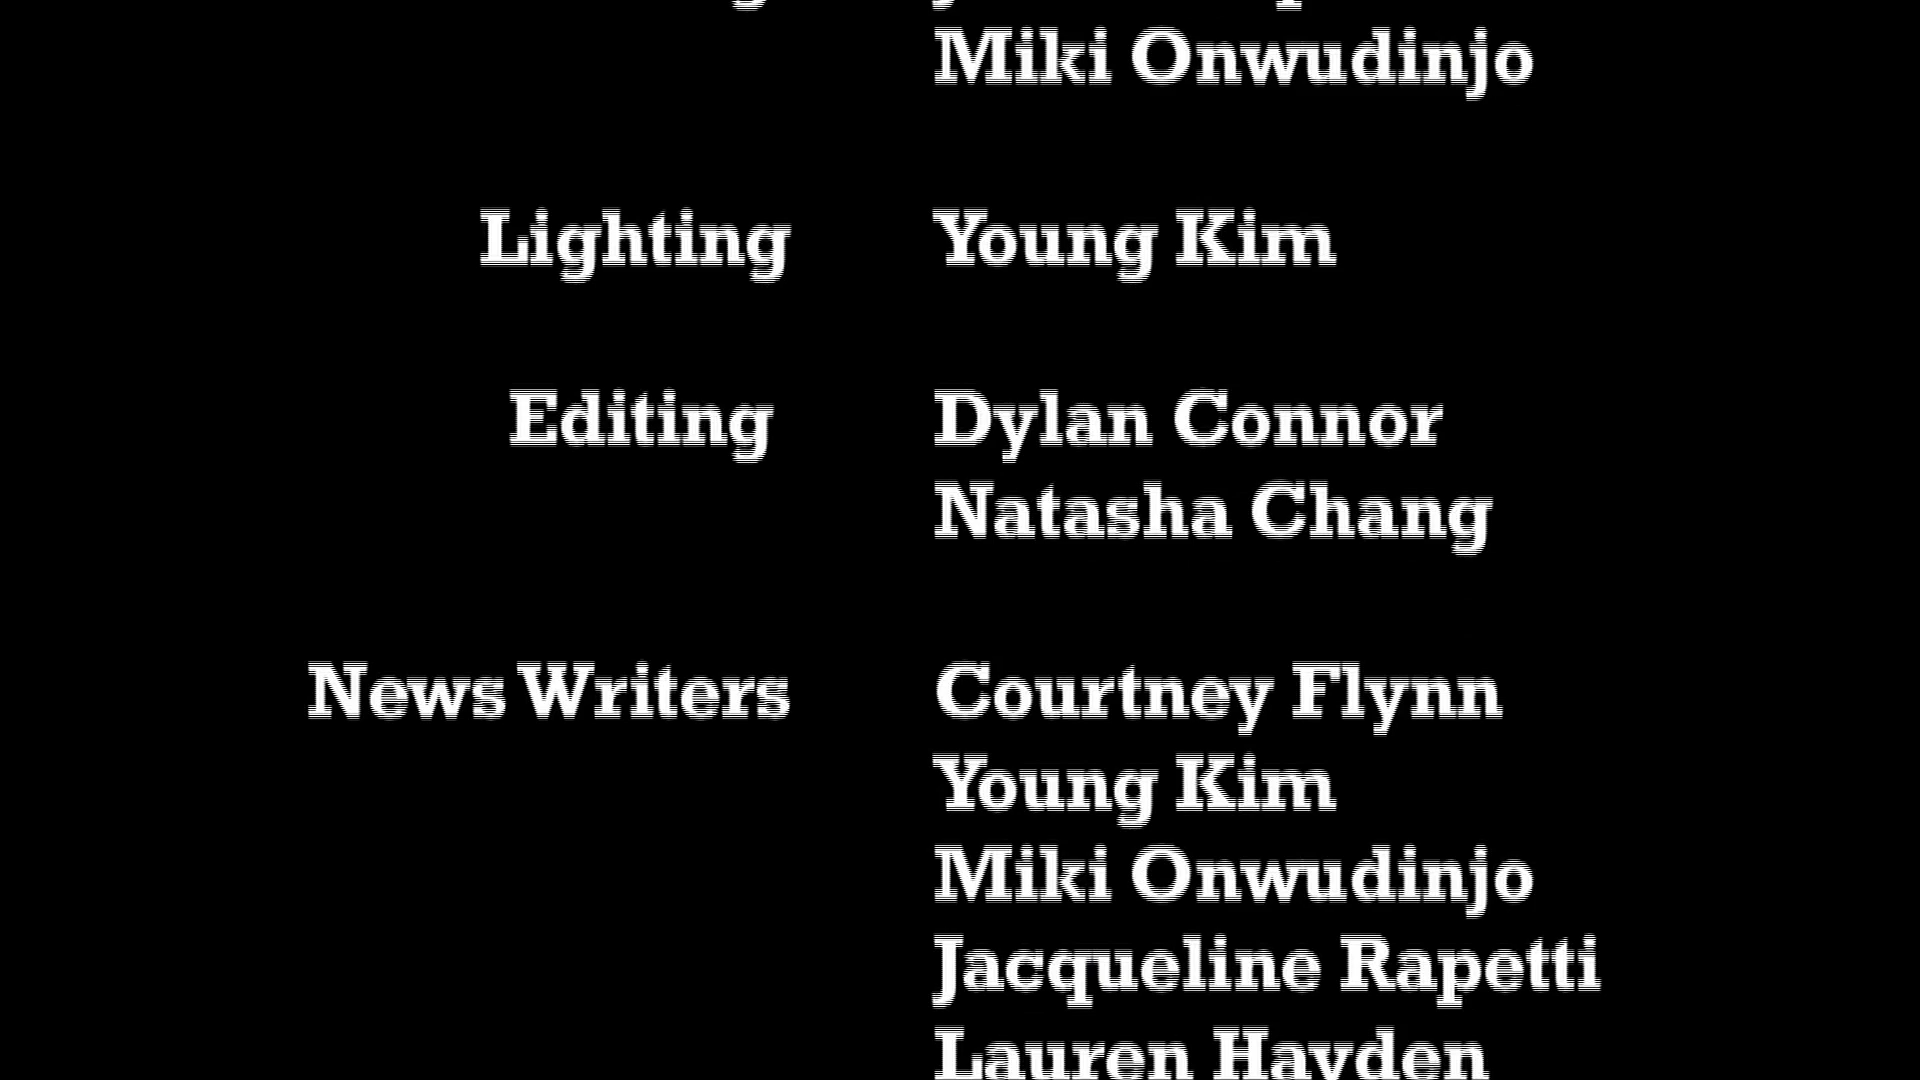 Miki Onwudinjo
Lighting Young Kim
Editing Dylan Connor
Natasha Chang
News Writers Courtney Flynn
Young Kim
Miki Onwudinjo
Jacqueline Rapetti
Lauren Hayden